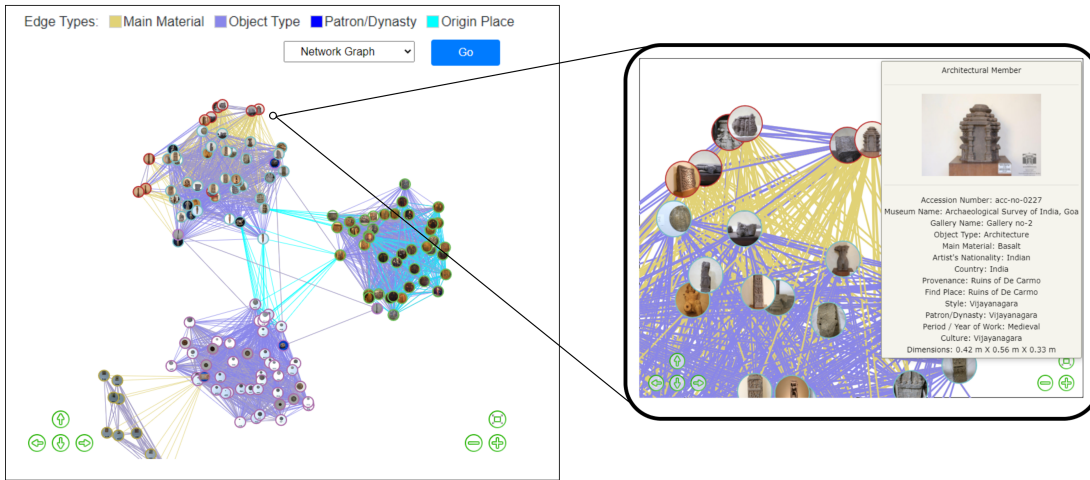 Edge Types: Main Material Object Type Patron/Dynasty Origin Place
Network Graph
Go
Architectural Member
Accession Number: acc-no-0227
Museum Name: Archaeological Survey of India, Goa
Gallery Name: Gallery no-2
Object Type: Architecture
Main Material: Basalt
Artist's Nationality: Indian
Country: India
Provenance: Ruins of De Carmo
Find Place: Ruins of De Carmo
Style: Vijayanagara
Patron/Dynasty: Vijayanagara
Period / Year of Work: Medieval
Culture: Vijayanagara
Dimensions: 0.42 m X 0.56 m X 0.33 m